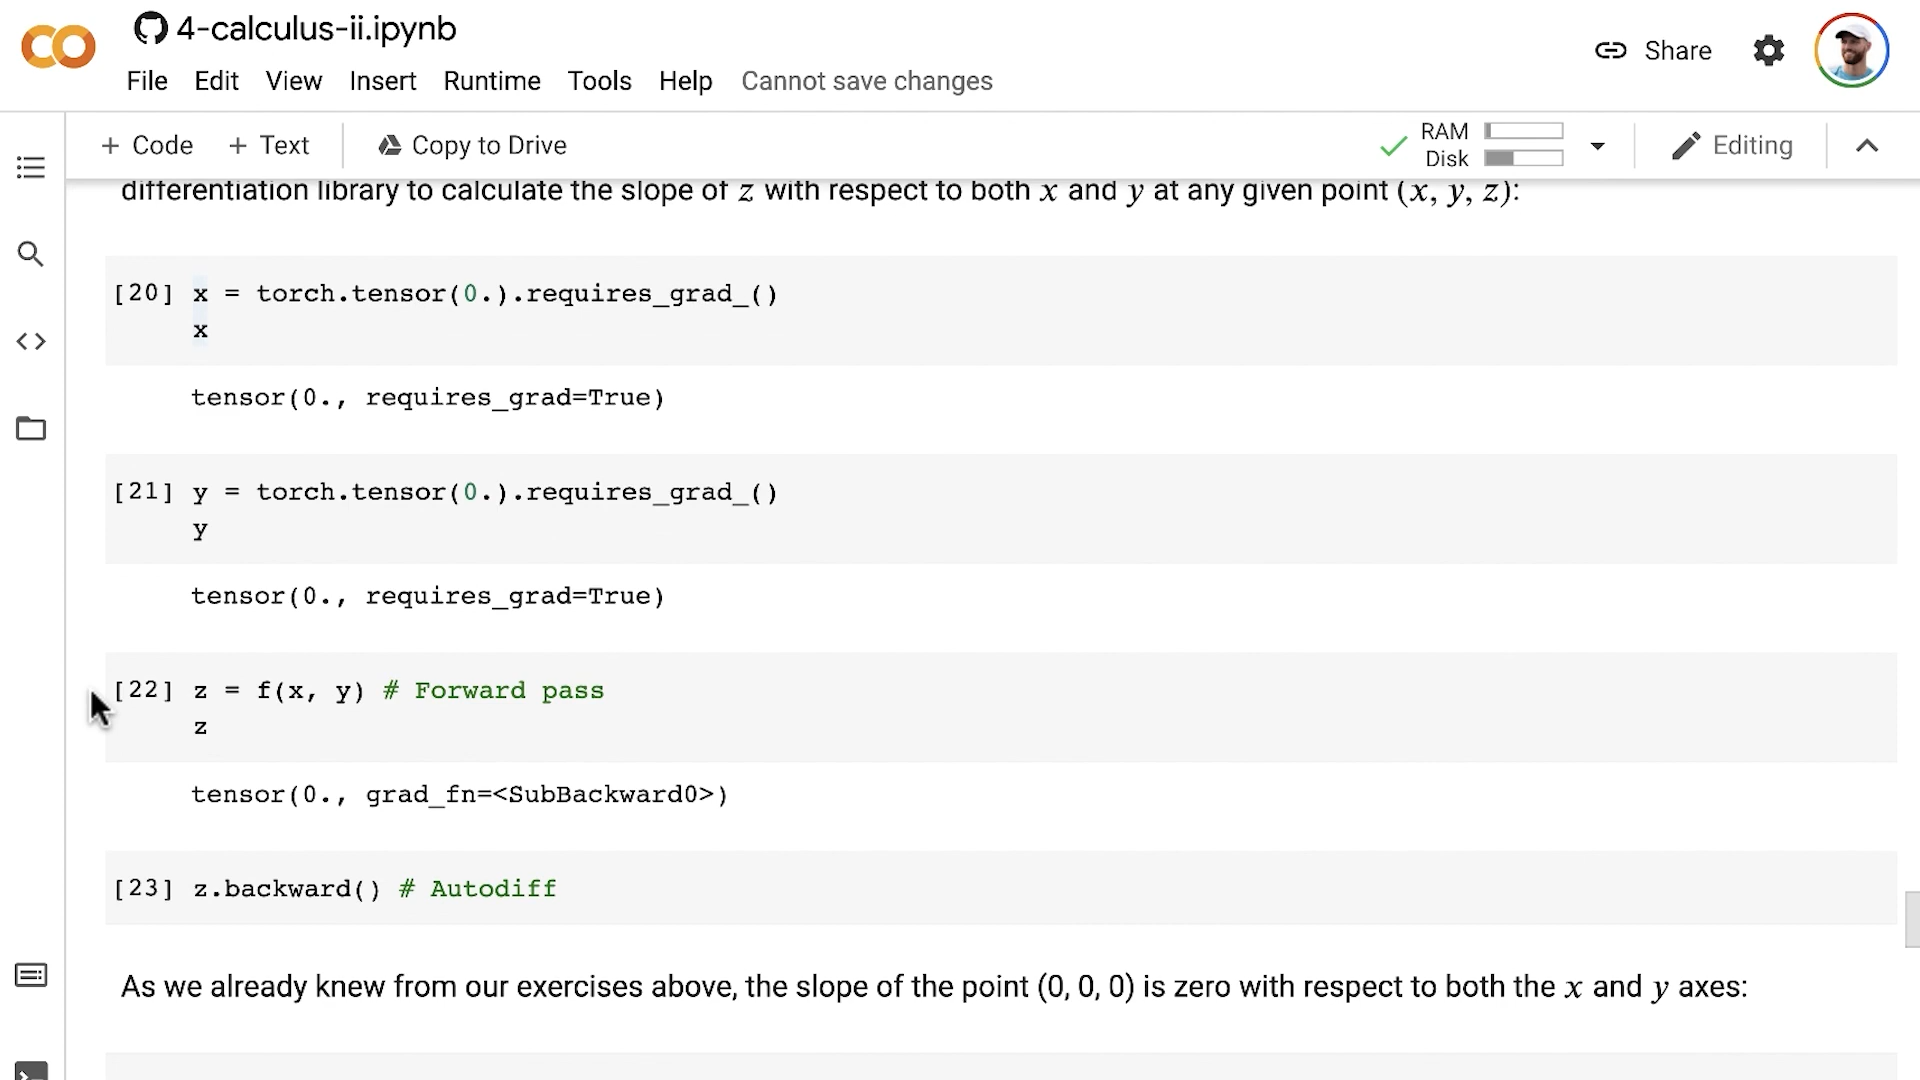 4-calculus-ii.ipynb
File Edit View Insert Runtime Tools Help Cannot save changes
Share
+ Code + Text Copy to Drive
RAM
Disk
Editing
differentiation library to calculate the slope of z with respect to both x and y at any given point (x, y, z):
[20] x = torch.tensor(0.).requires_grad_()
x
tensor(0., requires_grad=True)
[21] y = torch.tensor(0.).requires_grad_()
y
tensor(0., requires_grad=True)
[22] z = f(x, y) # Forward pass
z
tensor(0., grad_fn=<SubBackward0>)
[23] z.backward() # Autodiff
As we already knew from our exercises above, the slope of the point (0, 0, 0) is zero with respect to both the x and y axes: